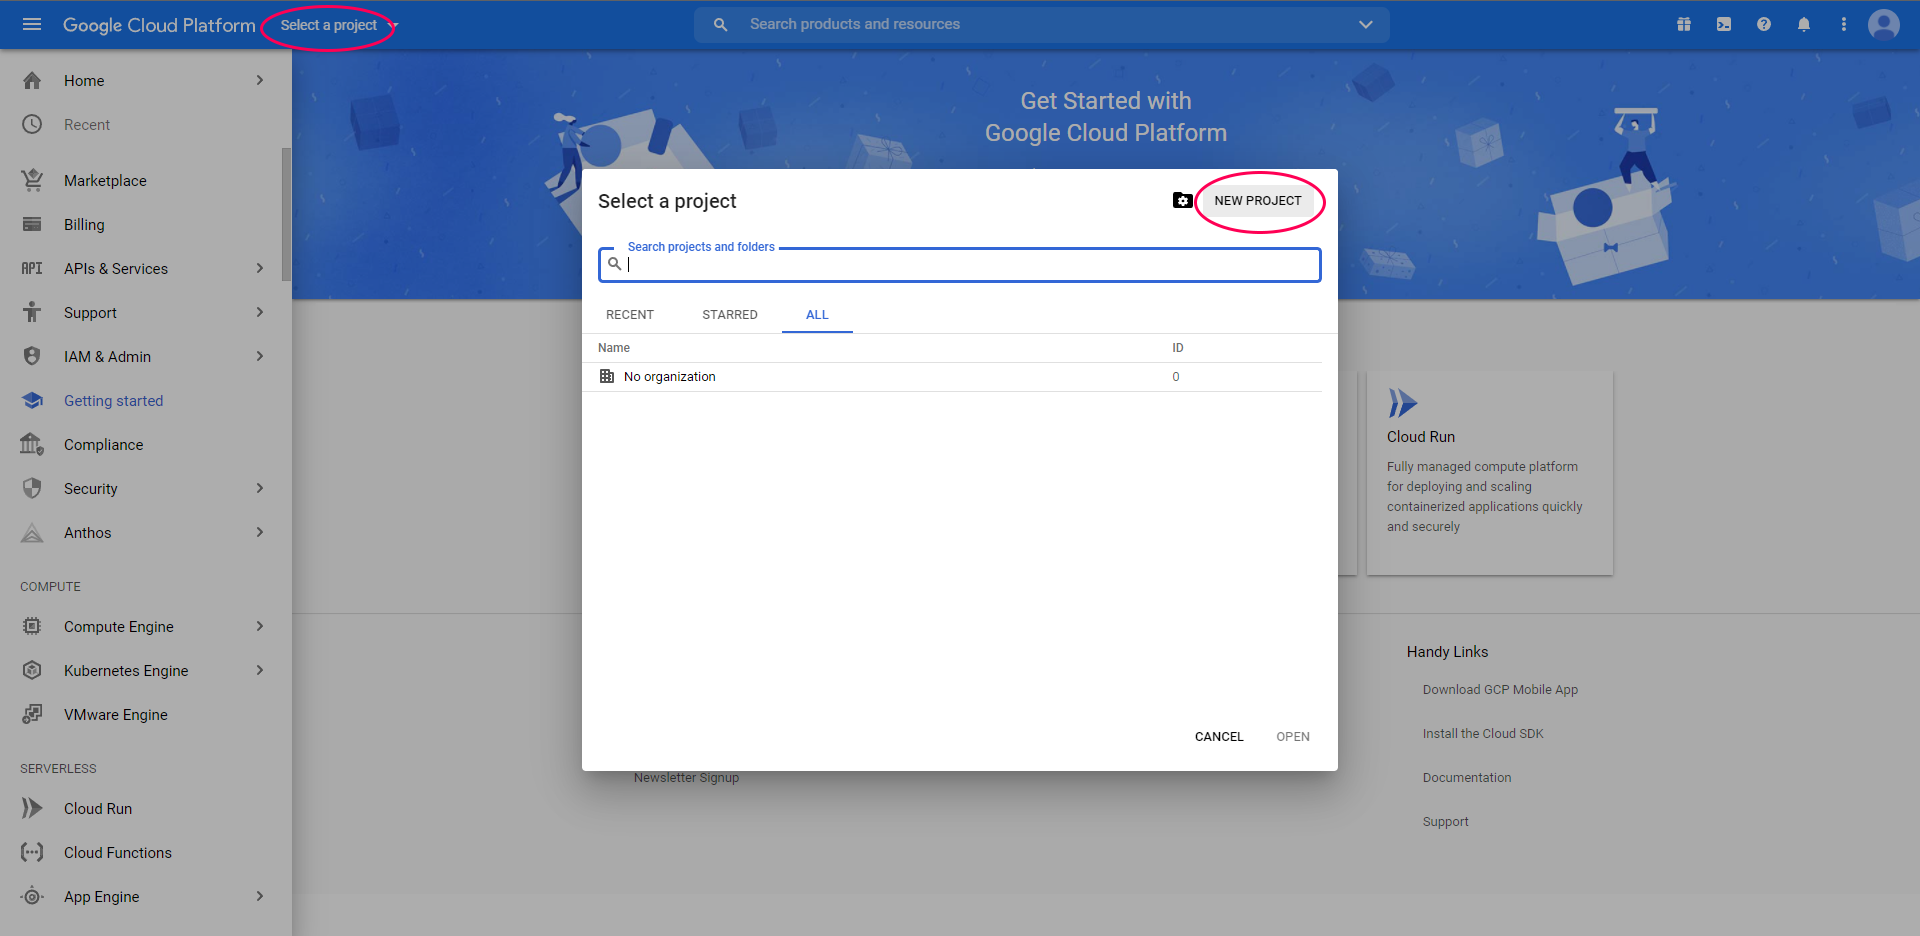 Google Cloud Platform
Select a project
Search products and resources
Home
Recent
Marketplace
Billing
API
APIs & Services
Support
IAM & Admin
Getting started
Compliance
Security
Anthos
COMPUTE
Compute Engine
Kubernetes Engine
VMware Engine
SERVERLESS
Cloud Run
Cloud Functions
App Engine
Get Started with
Google Cloud Platform
Select a project
NEW PROJECT
Search projects and folders
RECENT
STARRED
ALL
Name
ID
No organization
0
CANCEL
OPEN
Newsletter Signup
Cloud Run
Fully managed compute platform
for deploying and scaling
containerized applications quickly
and securely
Handy Links
Download GCP Mobile App
Install the Cloud SDK
Documentation
Support